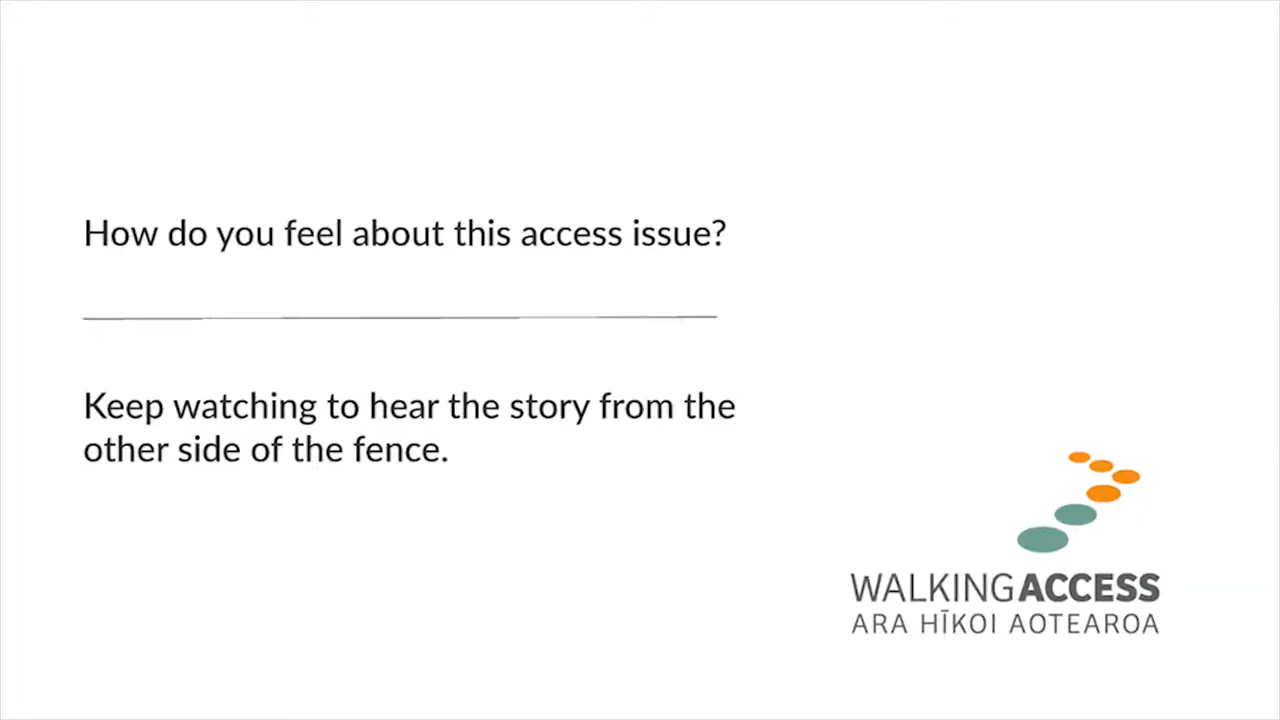 How do you feel about this access issue?
Keep watching to hear the story from the
other side of the fence.
WALKINGACCESS
ARA HĪKOI AOTEAROA